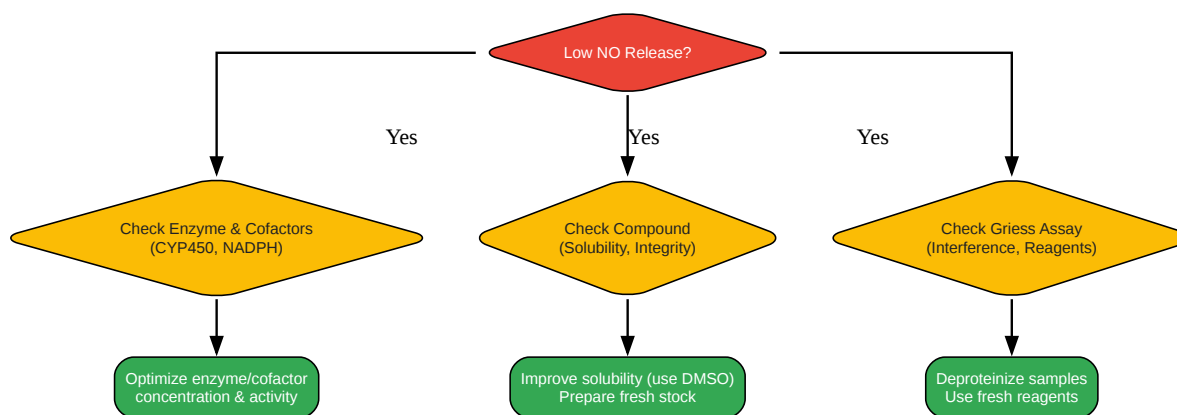 Low NO Release?
Yes
Yes
Yes
Check Enzyme & Cofactors
(CYP450, NADPH)
Check Compound
(Solubility, Integrity)
Check Griess Assay
(Interference, Reagents)
Optimize enzyme/cofactor
concentration & activity
Improve solubility (use DMSO)
Prepare fresh stock
Deproteinize samples
Use fresh reagents